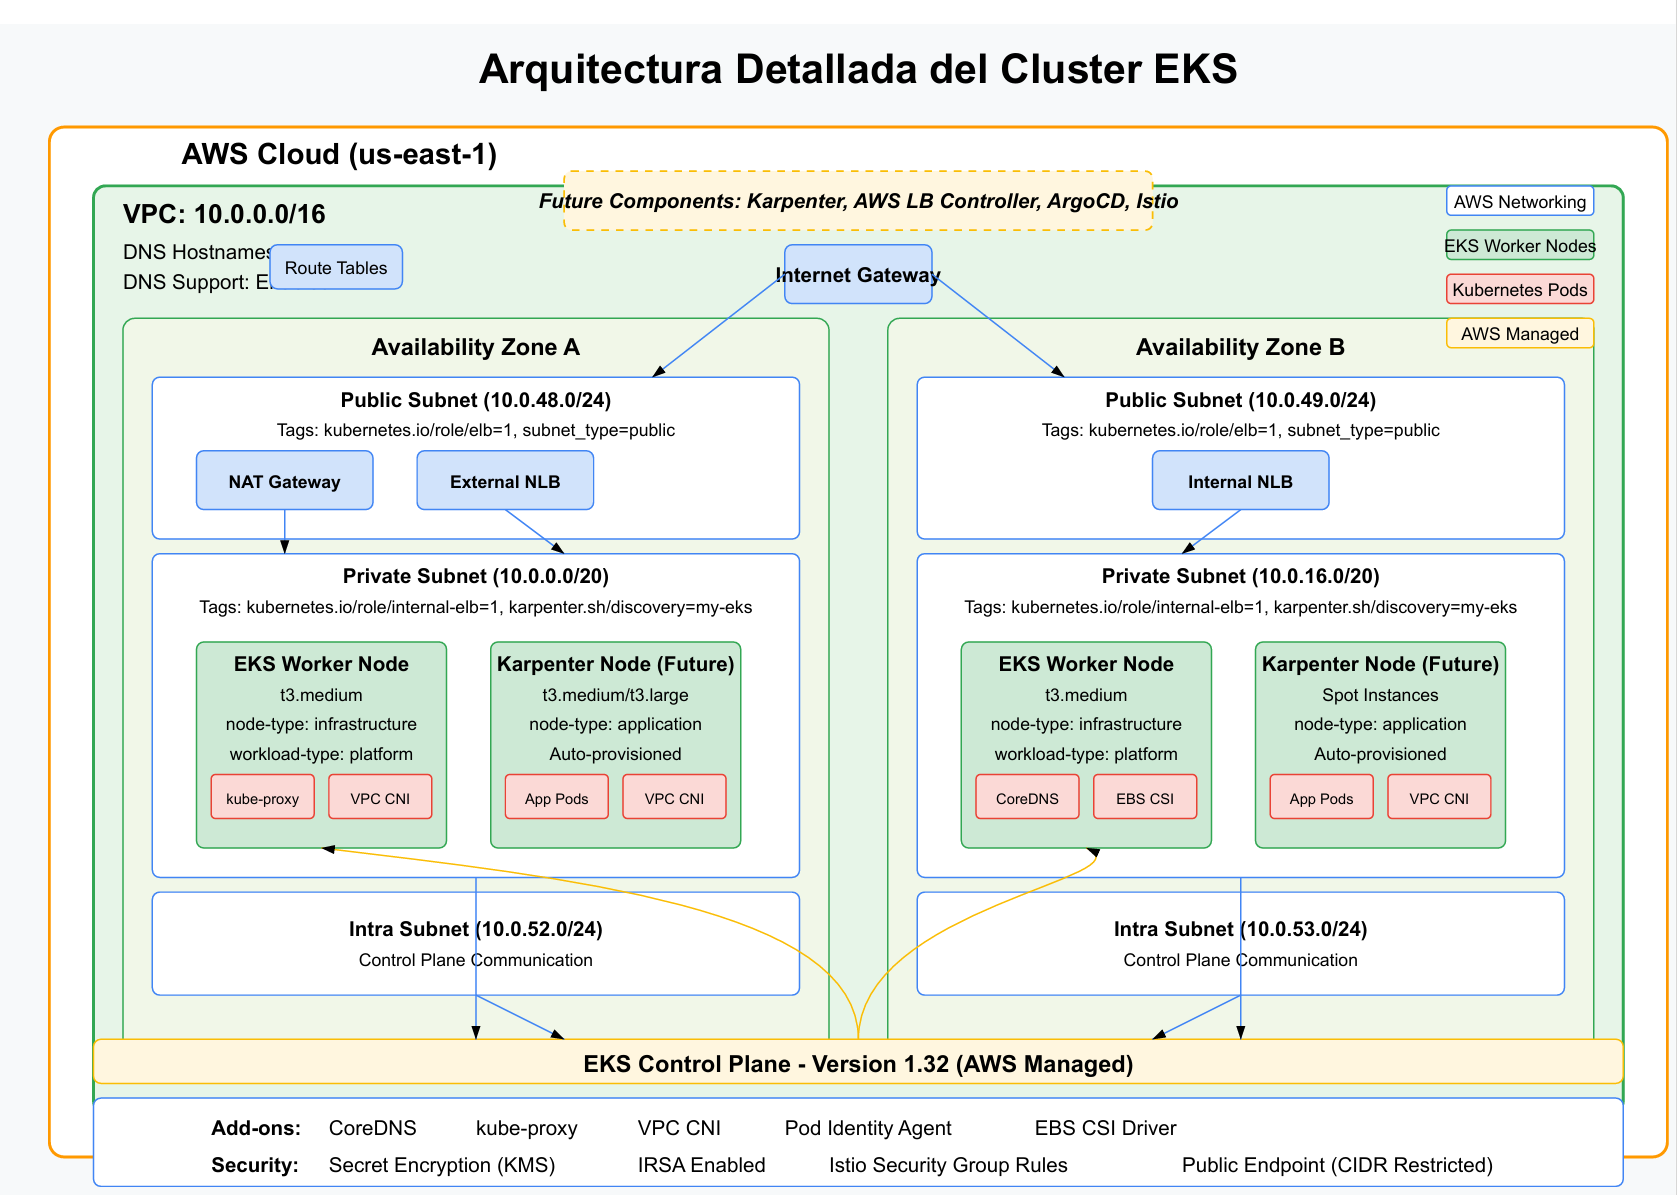 Arquitectura Detallada del Cluster EKS
AWS Cloud (us-east-1)
Future Components: Karpenter, AWS LB Controller, ArgoCD, Istio
VPC: 10.0.0.0/16
DNS Hostnames
DNS Support: E
Route Tables
Internet Gateway
AWS Networking
EKS Worker Nodes
Kubernetes Pods
AWS Managed
Availability Zone A
Public Subnet (10.0.48.0/24)
Tags: kubernetes.io/role/elb=1, subnet_type=public
NAT Gateway
External NLB
Private Subnet (10.0.0.0/20)
Tags: kubernetes.io/role/internal-elb=1, karpenter.sh/discovery=my-eks
EKS Worker Node
t3.medium
node-type: infrastructure
workload-type: platform
kube-proxy
VPC CNI
Karpenter Node (Future)
t3.medium/t3.large
node-type: application
Auto-provisioned
App Pods
VPC CNI
Intra Subnet (10.0.52.0/24)
Control Plane Communication
Availability Zone B
Public Subnet (10.0.49.0/24)
Tags: kubernetes.io/role/elb=1, subnet_type=public
Internal NLB
Private Subnet (10.0.16.0/20)
Tags: kubernetes.io/role/internal-elb=1, karpenter.sh/discovery=my-eks
EKS Worker Node
t3.medium
node-type: infrastructure
workload-type: platform
CoreDNS
EBS CSI
Karpenter Node (Future)
Spot Instances
node-type: application
Auto-provisioned
App Pods
VPC CNI
Intra Subnet (10.0.53.0/24)
Control Plane Communication
EKS Control Plane - Version 1.32 (AWS Managed)
Add-ons: CoreDNS kube-proxy VPC CNI Pod Identity Agent EBS CSI Driver
Security: Secret Encryption (KMS) IRSA Enabled Istio Security Group Rules Public Endpoint (CIDR Restricted)